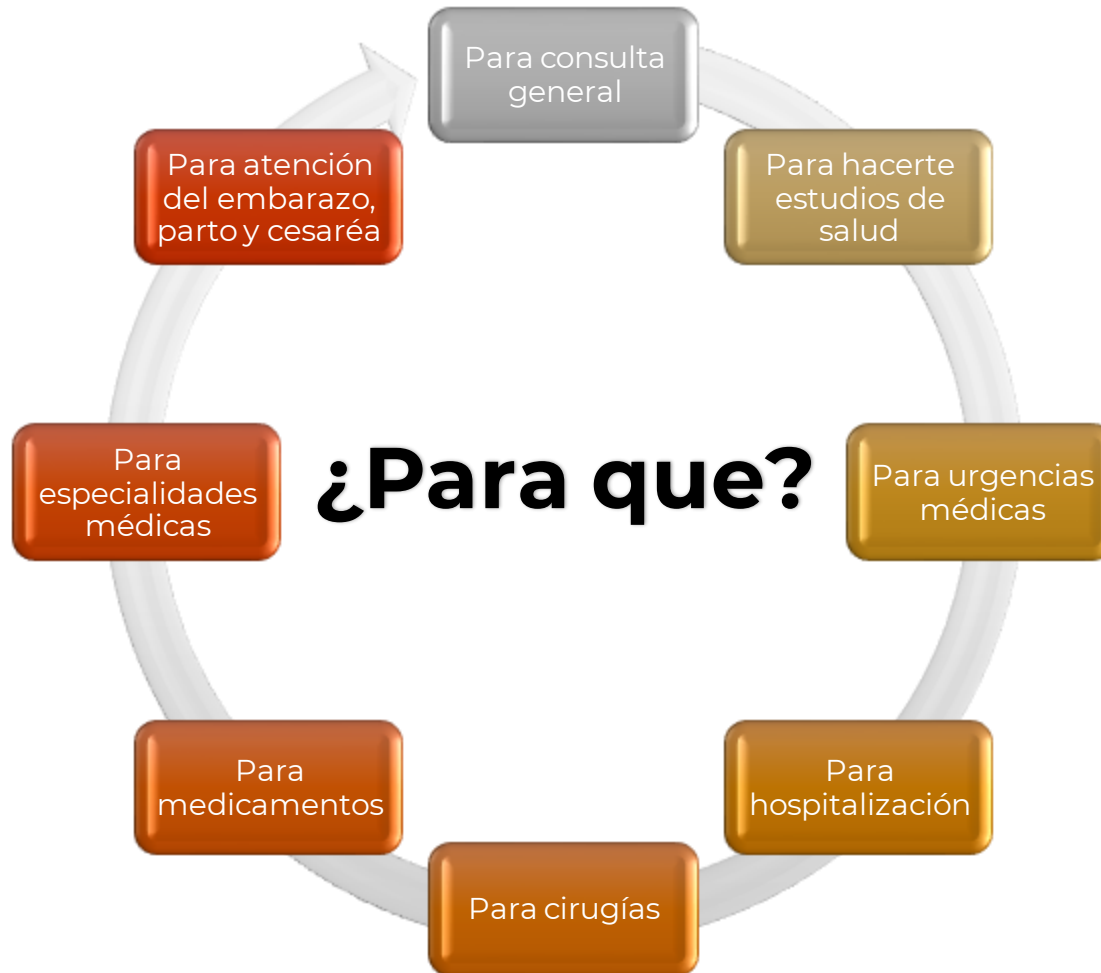 Para consulta
general
Para hacerte
estudios de
salud
Para urgencias
médicas
Para
hospitalización
Para cirugías
Para
medicamentos
Para
especialidades
médicas
Para atención
del embarazo,
parto y cesaréa
¿Para que?